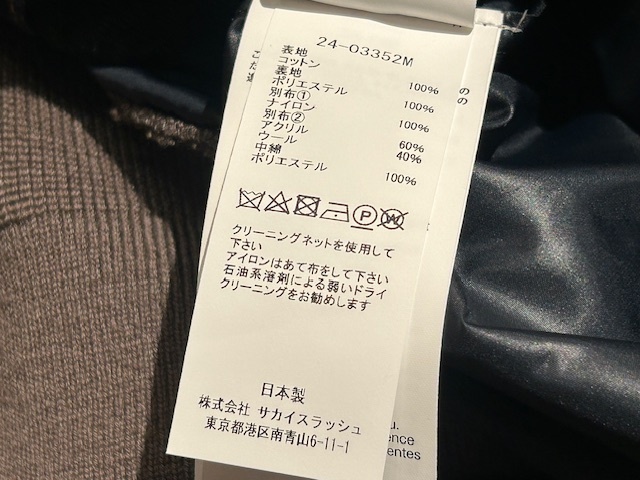 24-03352M
表地
コットン 100%
裏地
ポリエステル 100%
別布①
ナイロン 100%
別布②
アクリル 60%
ウール 40%
中綿
ポリエステル 100%
P
W
クリーニングネットを使用して
下さい
アイロンはあて布をして下さい
石油系溶剤による弱いドライ
クリーニングをお勧めします
日本製
株式会社 サカイスラッシュ
東京都港区南青山6-11-1